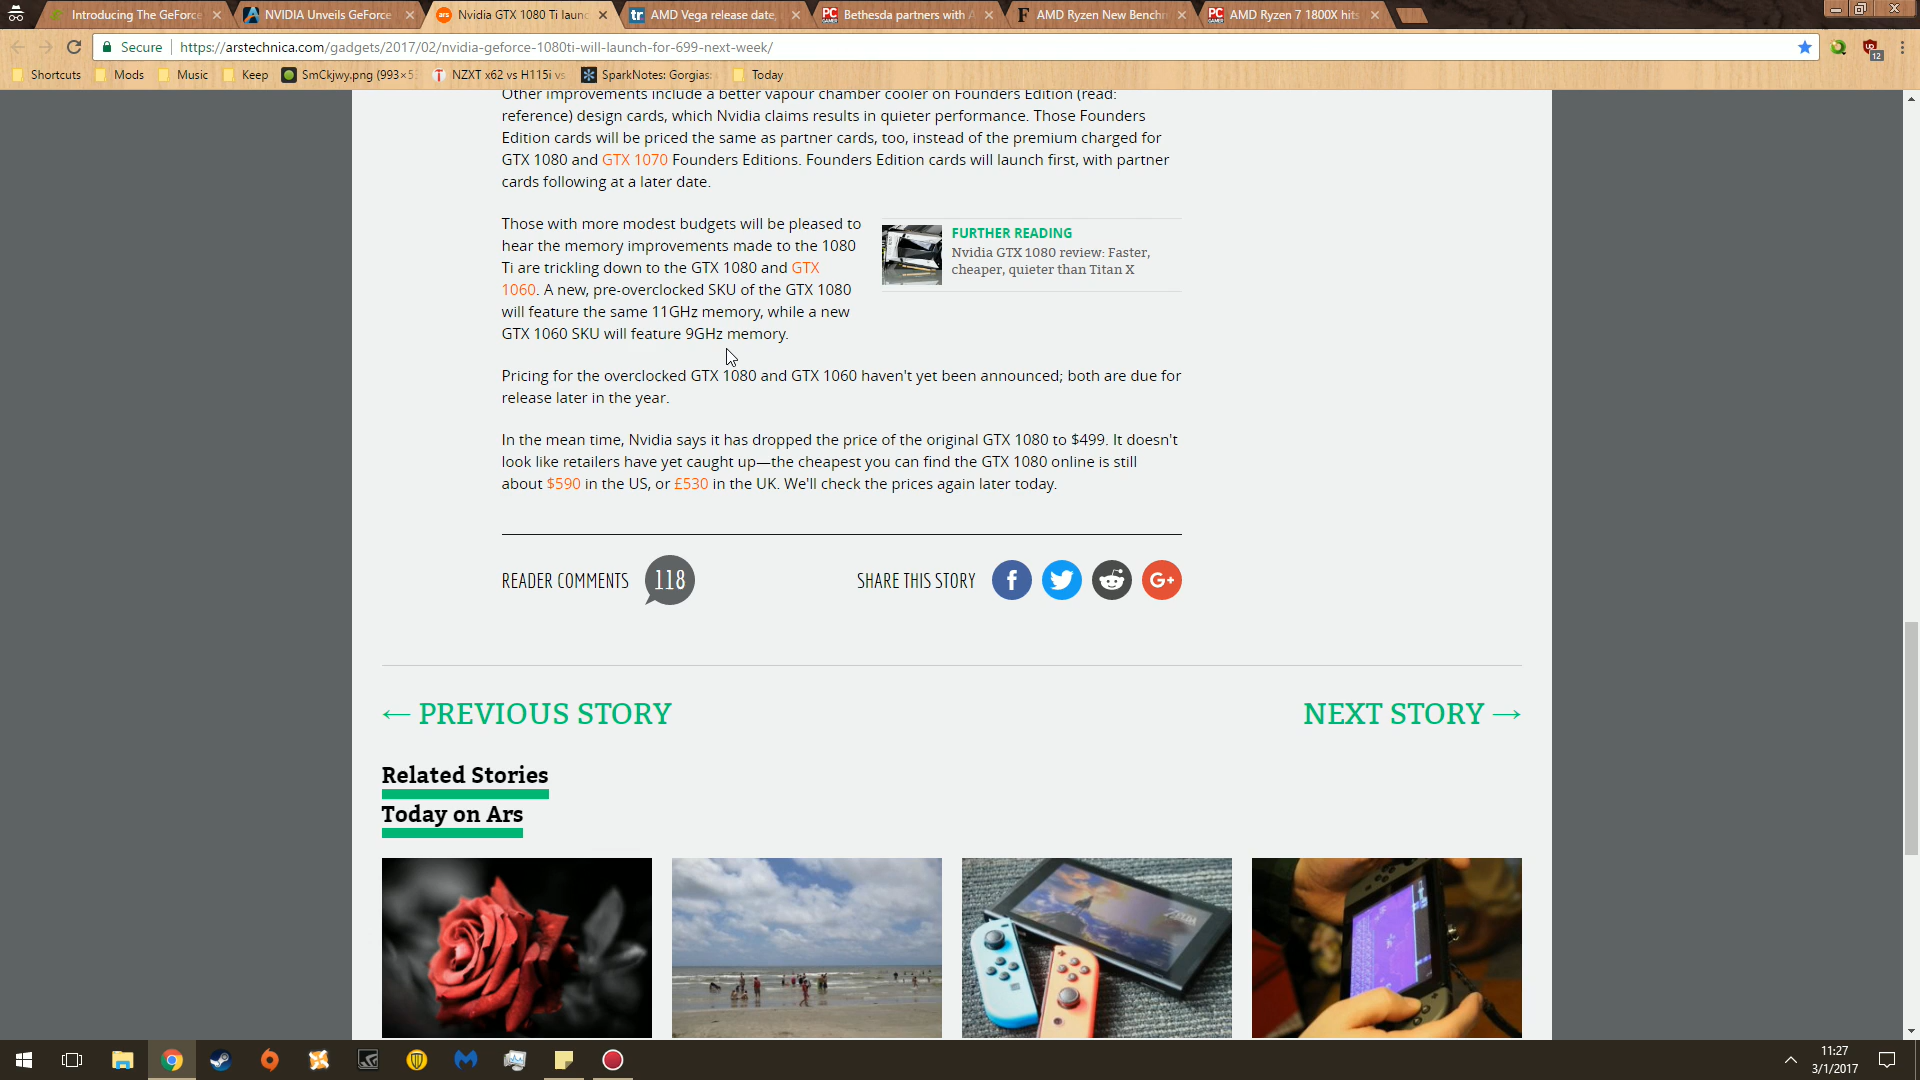 Introducing The GeForce
NVIDIA Unveils GeForce
Nvidia GTX 1080 Ti laun
AMD Vega release date,
Bethesda partners with A
AMD Ryzen New Benchm
AMD Ryzen 7 1800X hits
Secure
https://arstechnica.com/gadgets/2017/02/nvidia-geforce-1080ti-will-launch-for-699-next-week/
12
Shortcuts
Mods
Music
Keep
SmCkjwy.png (993×5
NZXT x62 vs H115i vs
SparkNotes: Gorgias:
Today
Other improvements include a better vapour chamber cooler on Founders Edition (read:
reference) design cards, which Nvidia claims results in quieter performance. Those Founders
Edition cards will be priced the same as partner cards, too, instead of the premium charged for
GTX 1080 and GTX 1070 Founders Editions. Founders Edition cards will launch first, with partner
cards following at a later date.
Those with more modest budgets will be pleased to
hear the memory improvements made to the 1080
Ti are trickling down to the GTX 1080 and GTX
1060. A new, pre-overclocked SKU of the GTX 1080
will feature the same 11GHz memory, while a new
GTX 1060 SKU will feature 9GHz memory.
FURTHER READING
Nvidia GTX 1080 review: Faster,
cheaper, quieter than Titan X
Pricing for the overclocked GTX 1080 and GTX 1060 haven't yet been announced; both are due for
release later in the year.
In the mean time, Nvidia says it has dropped the price of the original GTX 1080 to $499. It doesn't
look like retailers have yet caught up—the cheapest you can find the GTX 1080 online is still
about $590 in the US, or £530 in the UK. We'll check the prices again later today.
READER COMMENTS 118
SHARE THIS STORY
← PREVIOUS STORY
NEXT STORY →
Related Stories
Today on Ars
11:27
3/1/2017